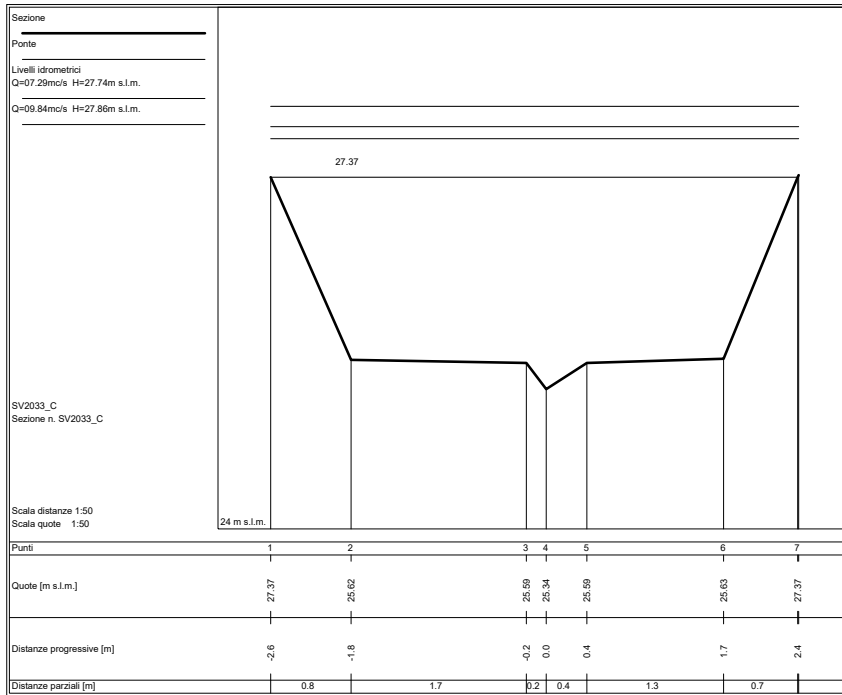 Sezione
Ponte
Livelli idrometrici
Q=07.29mc/s H=27.74m s.l.m.
Q=09.84mc/s H=27.86m s.l.m.
27.37
SV2033_C
Sezione n. SV2033_C
Scala distanze 1:50
Scala quote 1:50
24 m s.l.m.
Punti 1 2 3 4 5 6 7
Quote [m s.l.m.] 27.37 25.62 25.59 25.34 25.59 25.63 27.37
Distanze progressive [m] -2.6 -1.8 -0.2 0.0 0.4 1.7 2.4
Distanze parziali [m] 0.8 1.7 0.2 0.4 1.3 0.7